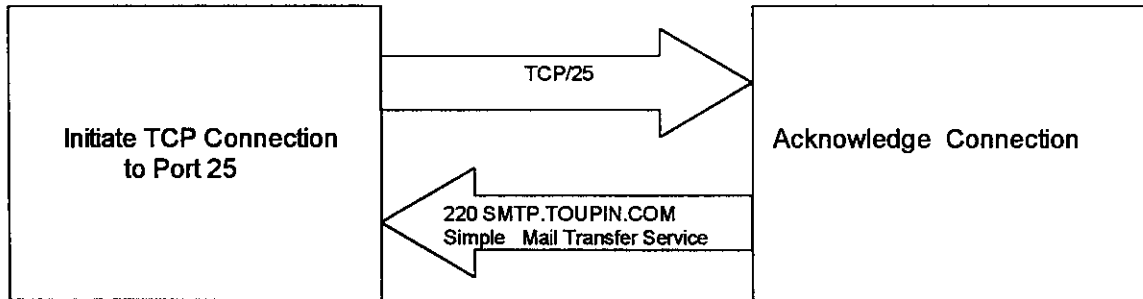 Initiate TCP Connection
to Port 25
TCP/25
220 SMTP.TOUPIN.COM
Simple Mail Transfer Service
Acknowledge Connection